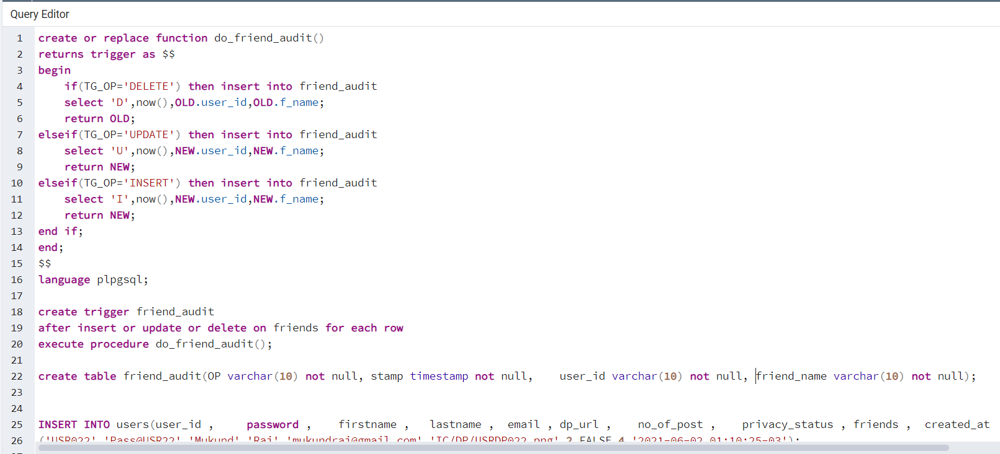 Query Editor
1 create or replace function do_friend_audit()
2 returns trigger as $$
3 begin
4 if(TG_OP='DELETE') then insert into friend_audit
5 select 'D',now(),OLD.user_id,OLD.f_name;
6 return OLD;
7 elseif(TG_OP='UPDATE') then insert into friend_audit
8 select 'U',now(),NEW.user_id,NEW.f_name;
9 return NEW;
10 elseif(TG_OP='INSERT') then insert into friend_audit
11 select 'I',now(),NEW.user_id,NEW.f_name;
12 return NEW;
13 end if;
14 end;
15 $$
16 language plpgsql;
17
18 create trigger friend_audit
19 after insert or update or delete on friends for each row
20 execute procedure do_friend_audit();
21
22 create table friend_audit(OP varchar(10) not null, stamp timestamp not null, user_id varchar(10) not null, friend_name varchar(10) not null);
23
24
25 INSERT INTO users(user_id , password , firstname , lastname , email , dp_url , no_of_post , privacy_status , friends , created_at
26 ('USR022','Pass@USR22','Mukund','Rai','mukundrai@gmail.com','IC/DP/USRDP022.png',2,FALSE,4,'2021-06-02 01:10:25-03');